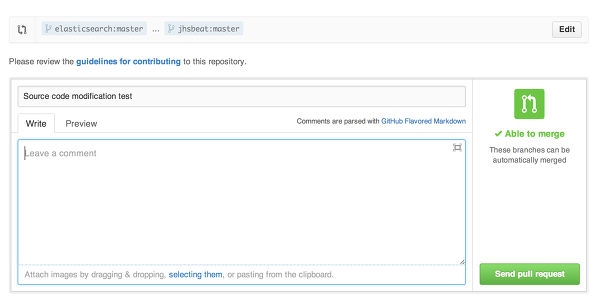 elasticsearch:master ... jhsbeat:master Edit
Please review the guidelines for contributing to this repository.
Source code modification test
Write Preview Comments are parsed with GitHub Flavored Markdown
Leave a comment
Attach images by dragging & dropping, selecting them, or pasting from the clipboard.
Able to merge
These branches can be
automatically merged
Send pull request